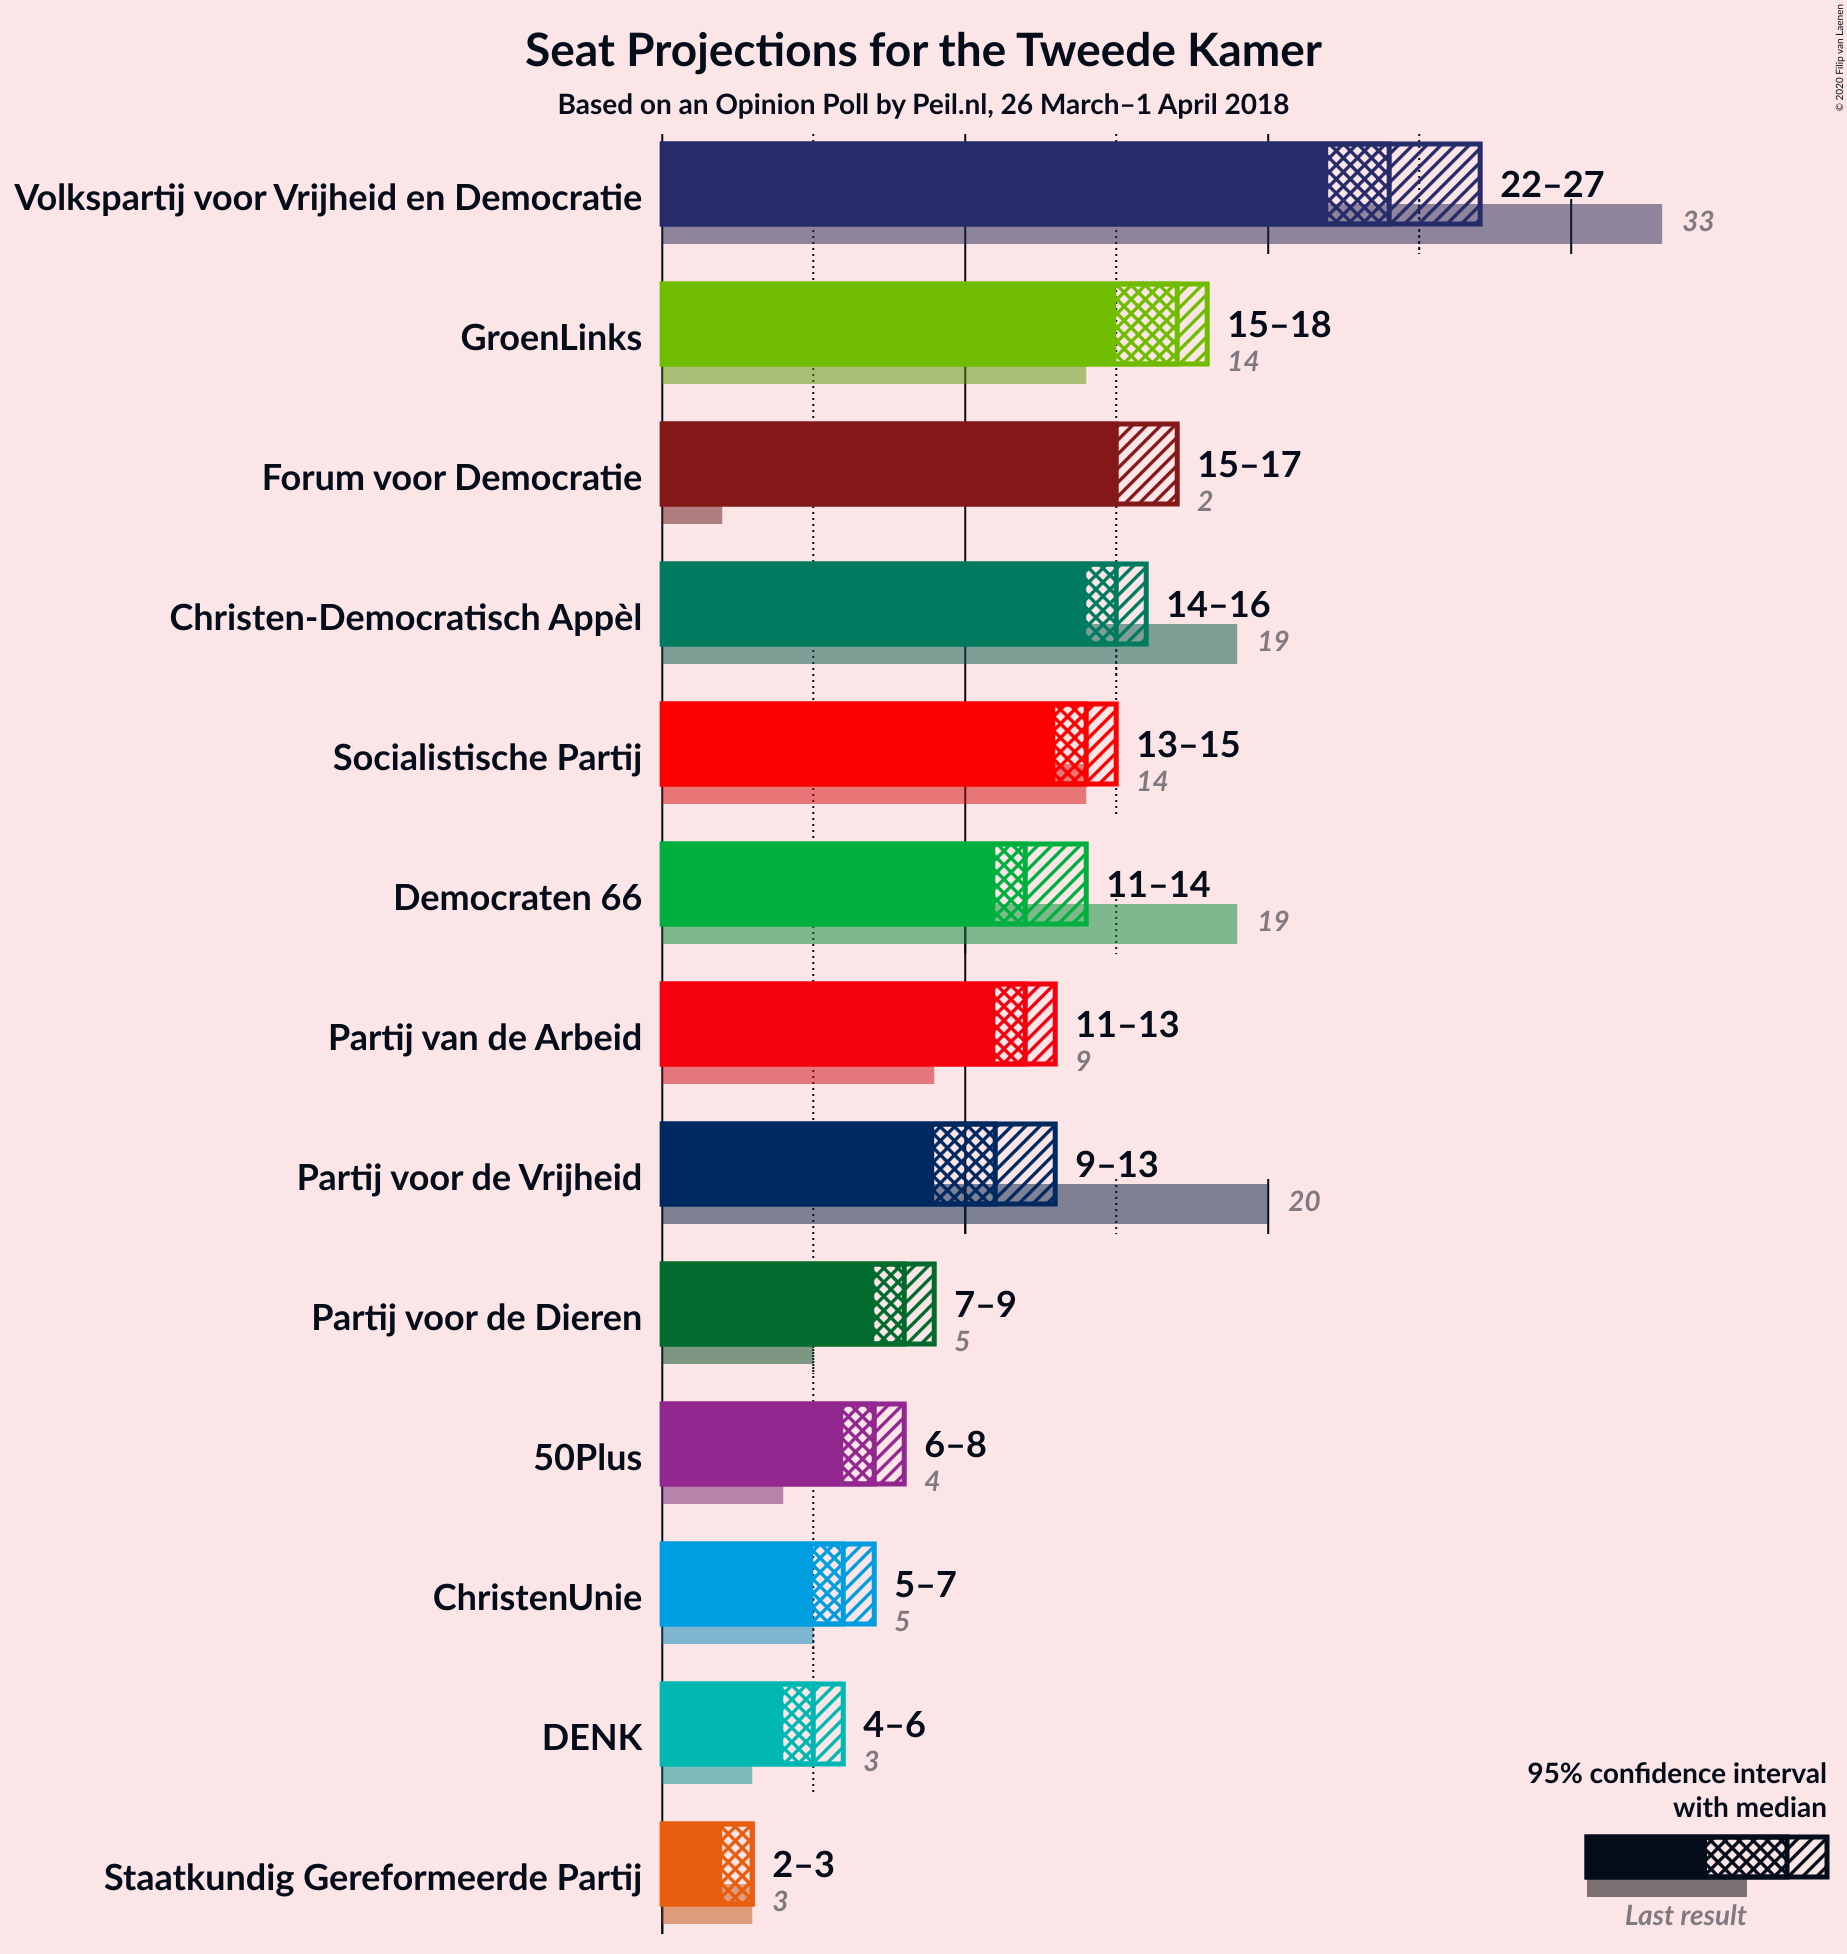 Seat Projections for the Tweede Kamer
Based on an Opinion Poll by Peil.nl, 26 March–1 April 2018
© 2020 Filip van Laenen
Volkspartij voor Vrijheid en Democratie
22–27
33
GroenLinks
15–18
14
Forum voor Democratie
15–17
2
Christen-Democratisch Appèl
14–16
19
Socialistische Partij
13–15
14
Democraten 66
11–14
19
Partij van de Arbeid
11–13
9
Partij voor de Vrijheid
9–13
20
Partij voor de Dieren
7–9
5
50Plus
6–8
4
ChristenUnie
5–7
5
DENK
4–6
3
Staatkundig Gereformeerde Partij
2–3
3
95% confidence interval
with median
Last result